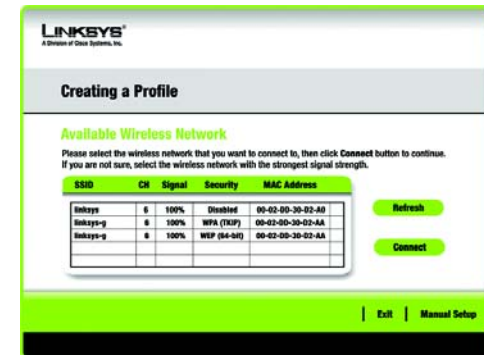 LINKSYS®
A Division of Cisco Systems, Inc.
Creating a Profile
Available Wireless Network
Please select the wireless network that you want to connect to, then click Connect button to continue.
If you are not sure, select the wireless network with the strongest signal strength.
SSID CH Signal Security MAC Address
linksys 6 100% Disabled 00-02-DD-30-02-A0
linksys-g 6 100% WPA (TKIP) 00-02-DD-30-D2-AA
linksys-g 6 100% WEP (64-bit) 00-02-DD-30-D2-AA
Refresh
Connect
Exit Manual Setup